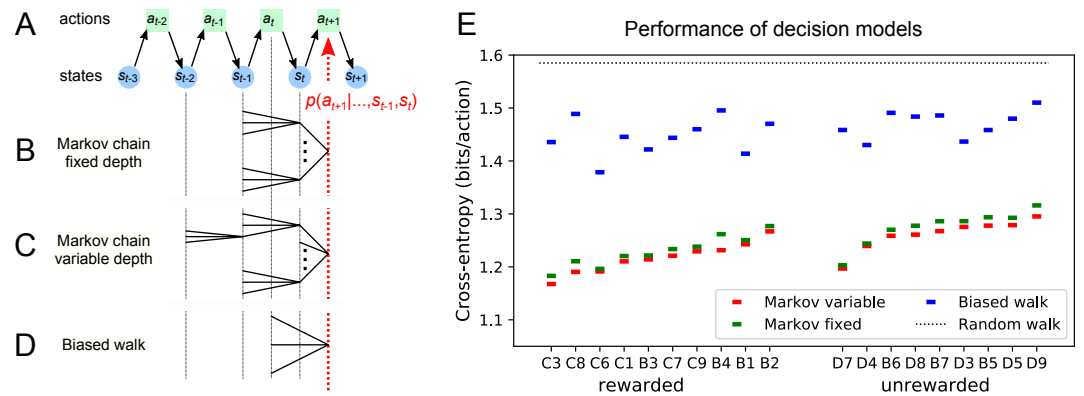 A
actions
a_{t-2} a_{t-1} a_t a_{t+1}
states
s_{t-3} s_{t-2} s_{t-1} s_t s_{t+1}
p(a_{t+1}|...,s_{t-1},s_t)
B
Markov chain
fixed depth
C
Markov chain
variable depth
D
Biased walk
E
Performance of decision models
Cross-entropy (bits/action)
1.6
1.5
1.4
1.3
1.2
1.1
Markov variable
Markov fixed
Biased walk
Random walk
C3 C8 C6 C1 B3 C7 C9 B4 B1 B2
D7 D4 B6 D8 B7 D3 B5 D5 D9
rewarded
unrewarded